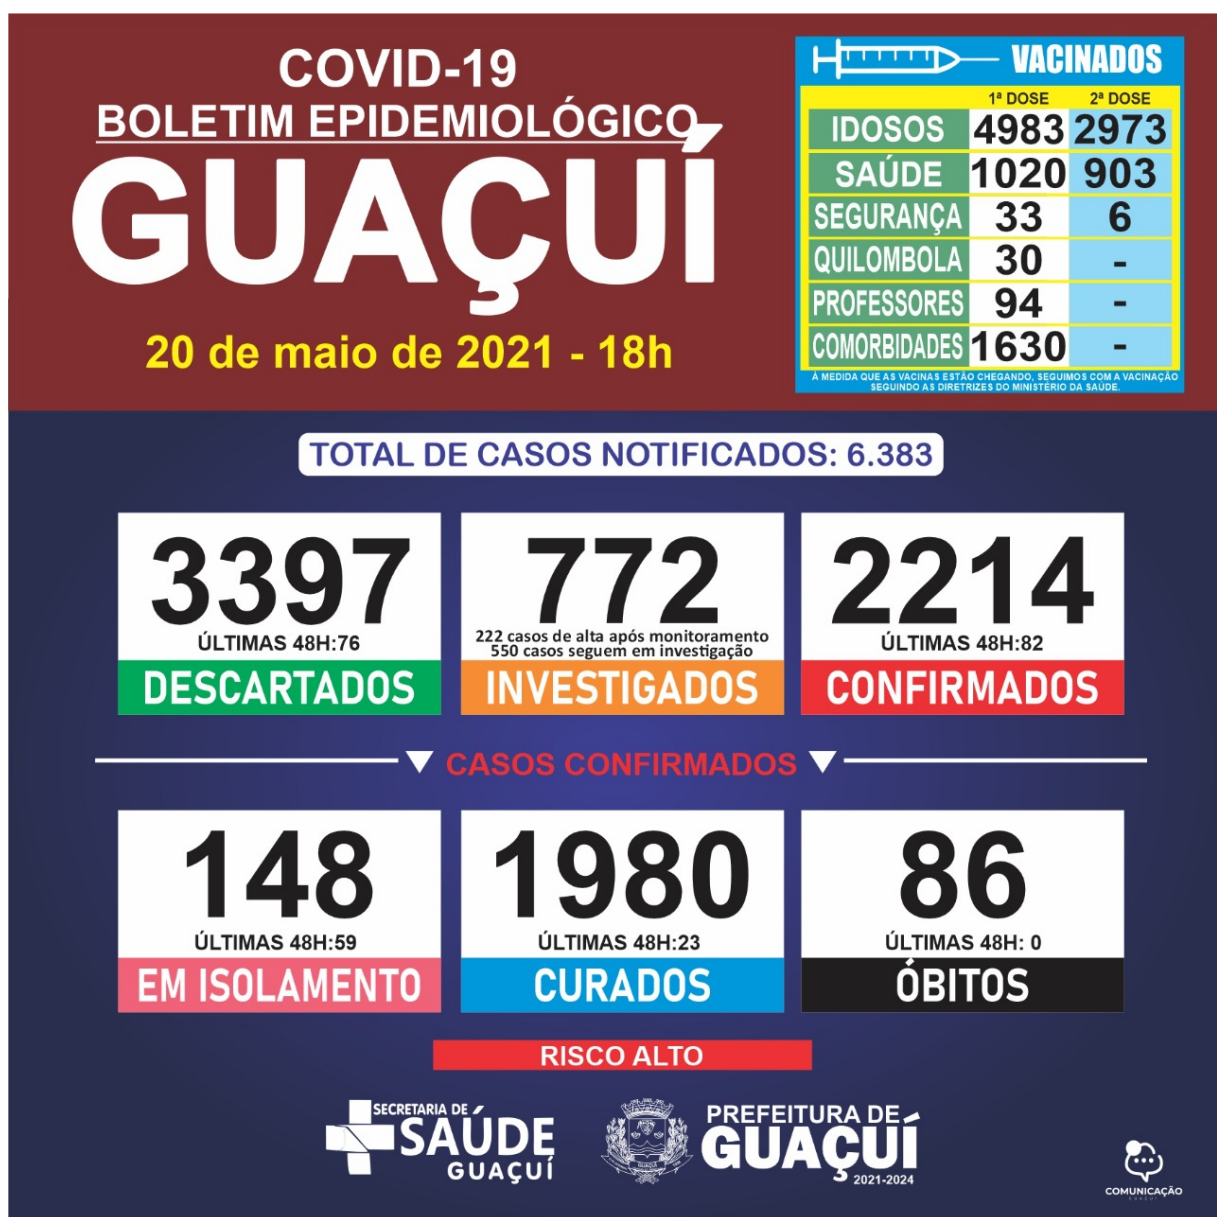 COVID-19
BOLETIM EPIDEMIOLÓGICO
GUAÇUÍ
20 de maio de 2021 - 18h
VACINADOS
1ª DOSE 2ª DOSE
IDOSOS 4983 2973
SAÚDE 1020 903
SEGURANÇA 33 6
QUILOMBOLA 30 -
PROFESSORES 94 -
COMORBIDADES 1630 -
À MEDIDA QUE AS VACINAS ESTÃO CHEGANDO, SEGUIMOS COM A VACINAÇÃO
SEGUINDO AS DIRETRIZES DO MINISTÉRIO DA SAÚDE.
TOTAL DE CASOS NOTIFICADOS: 6.383
3397
ÚLTIMAS 48H:76
DESCARTADOS
772
222 casos de alta após monitoramento
550 casos seguem em investigação
INVESTIGADOS
2214
ÚLTIMAS 48H:82
CONFIRMADOS
CASOS CONFIRMADOS
148
ÚLTIMAS 48H:59
EM ISOLAMENTO
1980
ÚLTIMAS 48H:23
CURADOS
86
ÚLTIMAS 48H: 0
ÓBITOS
RISCO ALTO
SECRETARIA DE
SAÚDE
GUAÇUÍ
PREFEITURA DE
GUAÇUÍ
2021-2024
COMUNICAÇÃO
GUAÇUÍ